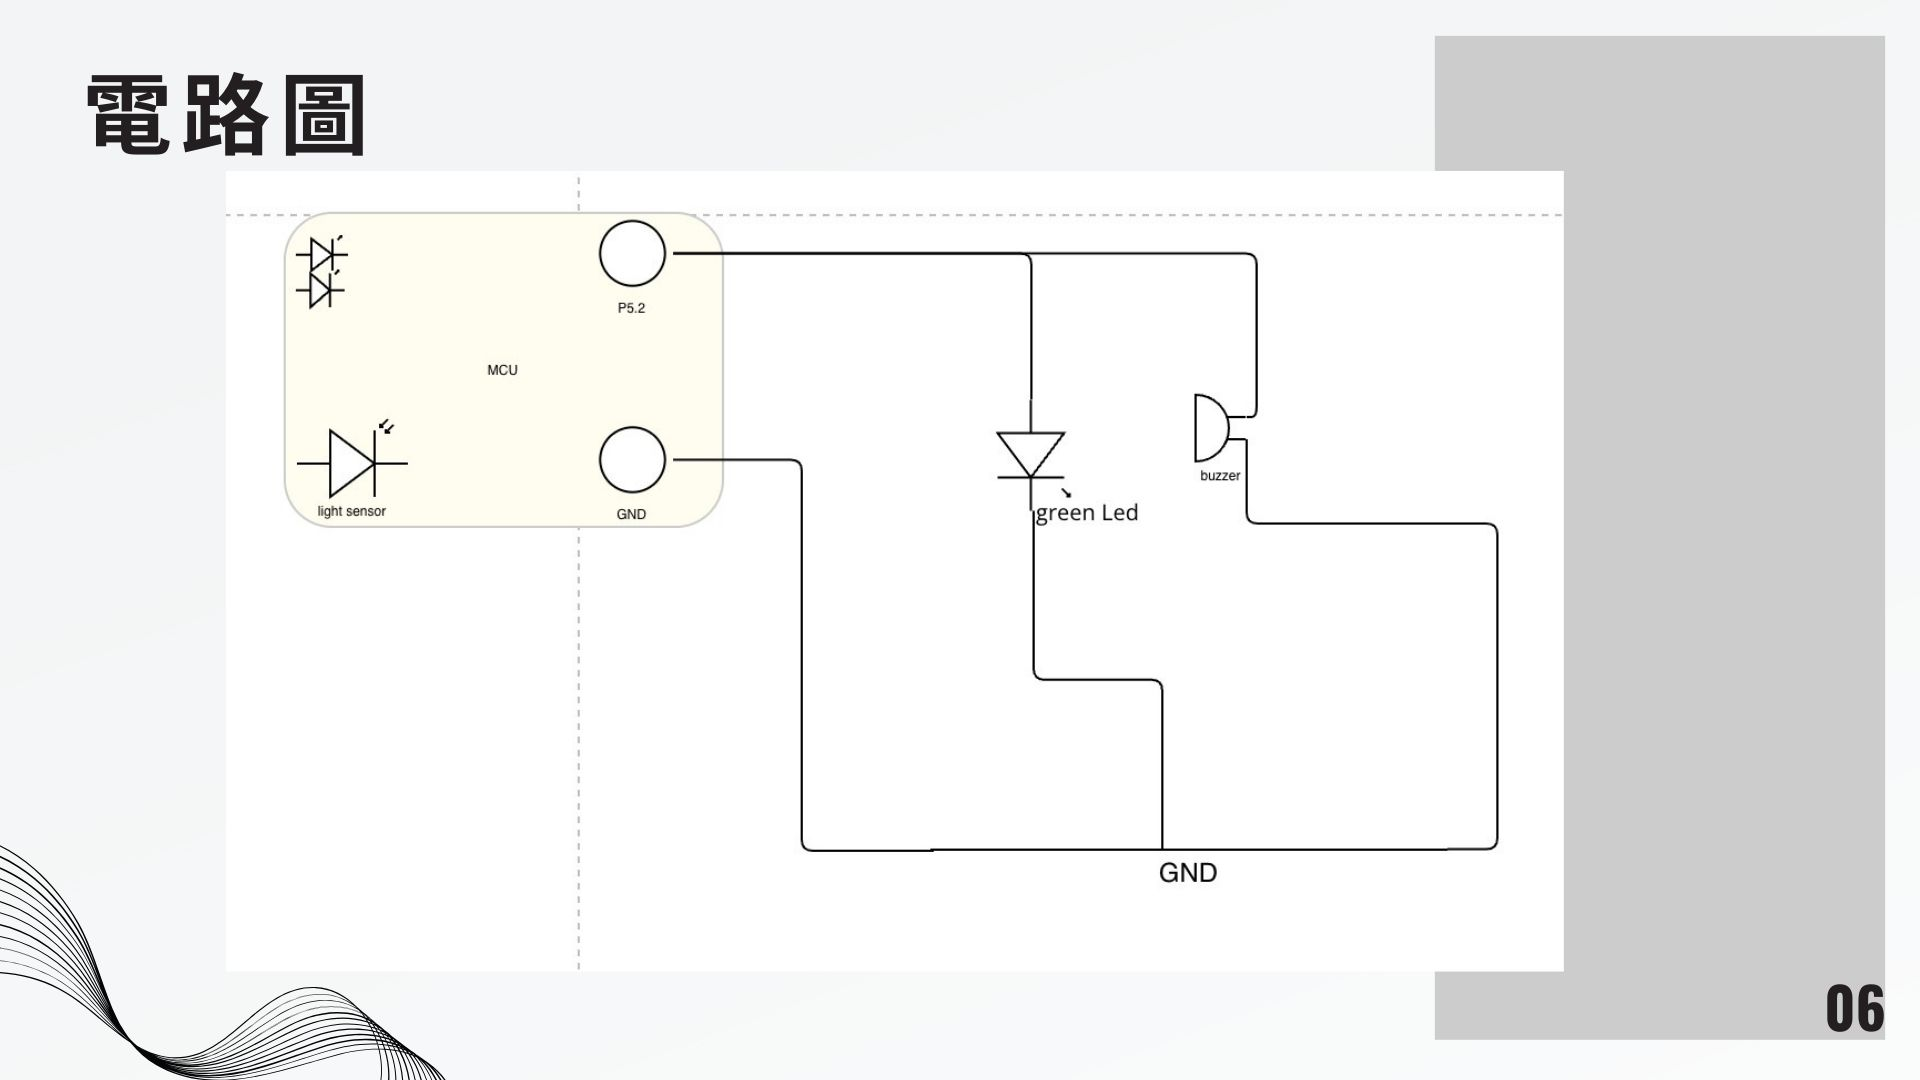 電路圖
P5.2
MCU
light sensor
GND
green Led
buzzer
GND
06